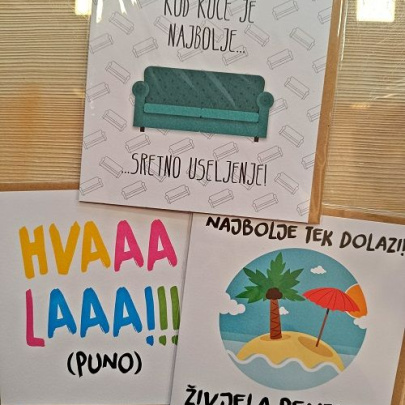 KOD KUĆE JE
NAJBOLJE...
...SRETNO USELJENJE!
HVAAA
LAAA!!!
(PUNO)
NAJBOLJE TEK DOLAZI!
ŽIVJELA